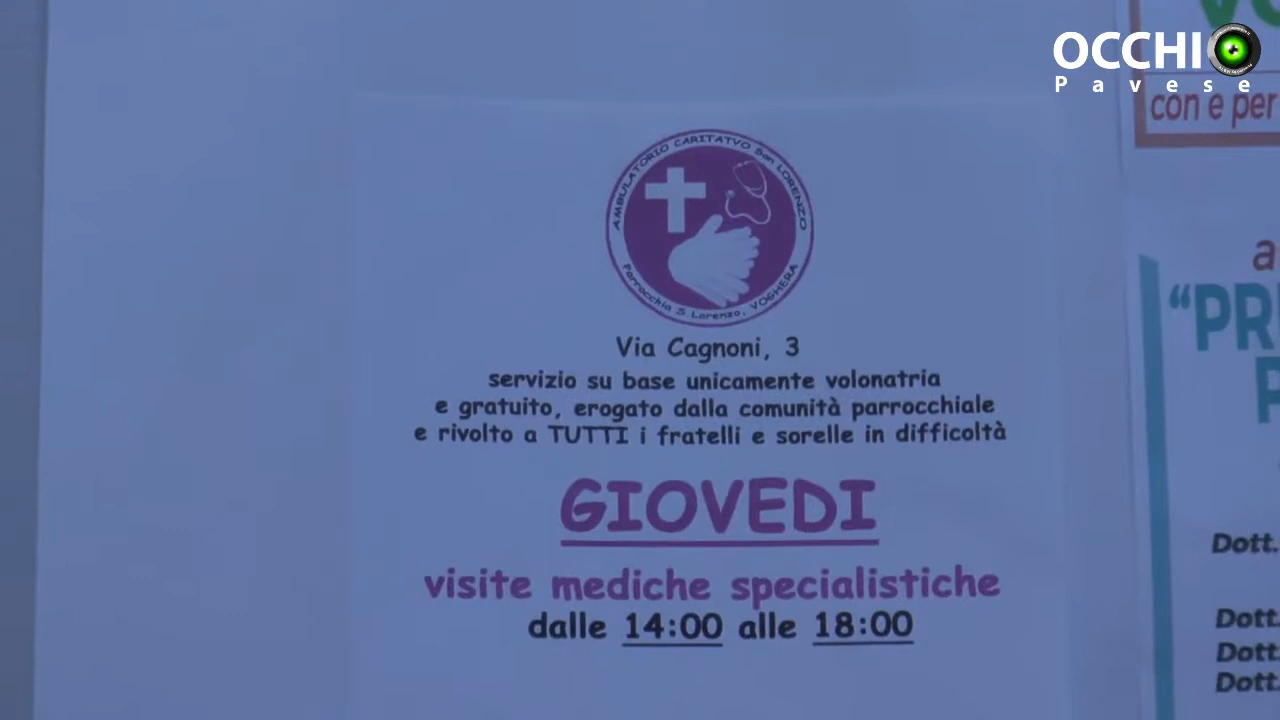 OCCHIO
Pavese
con e per
AMBULATORIO CARITATVO San LORENZO
Parrocchia S. Lorenzo, VOGHERA
Via Cagnoni, 3
servizio su base unicamente volonatria
e gratuito, erogato dalla comunità parrocchiale
e rivolto a TUTTI i fratelli e sorelle in difficoltà
GIOVEDI
visite mediche specialistiche
dalle 14:00 alle 18:00
Dott.
Dott.
Dott.
Dott.